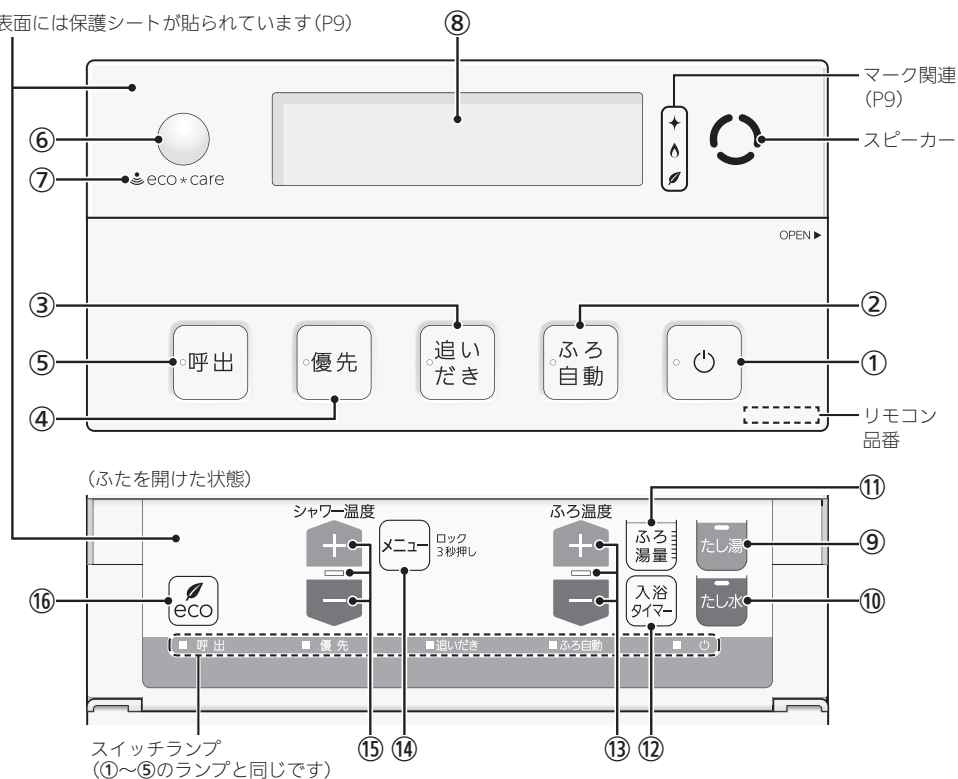 表面には保護シートが貼られています(P9)
⑧
マーク関連
(P9)
⑥
スピーカー
⑦
eco*care
OPEN▶
③
②
⑤
呼出
優先
追い
だき
ふろ
自動
①
④
リモコン
品番
(ふたを開けた状態)
⑪
シャワー温度
ふろ温度
+
メニュー
ロック
3秒押し
+
ふろ
湯量
たし湯
⑨
⑯
eco
−
−
入浴
タイマー
たし水
⑩
呼出
優先
追いだき
ふろ自動
スイッチランプ
(①～⑤のランプと同じです)
⑮
⑭
⑬
⑫